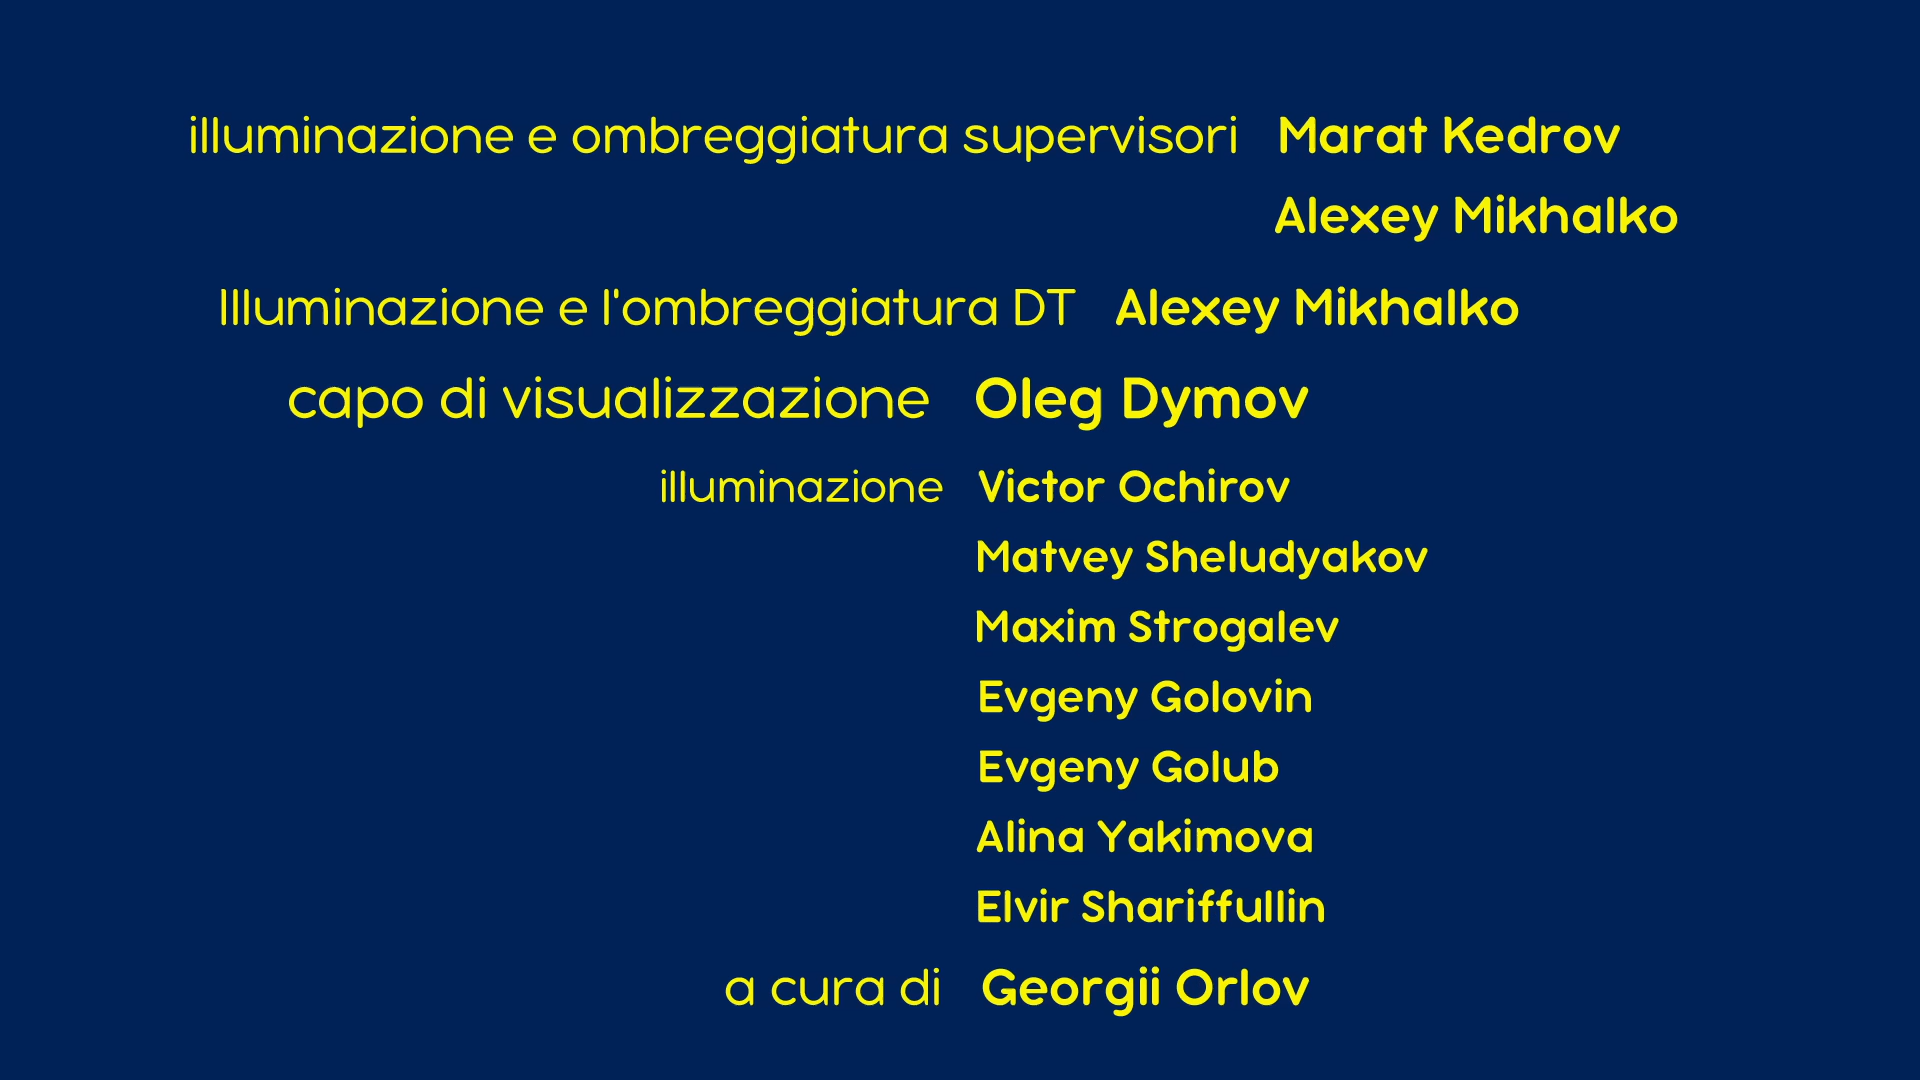 illuminazione e ombreggiatura supervisori Marat Kedrov
Alexey Mikhalko
Illuminazione e l'ombreggiatura DT Alexey Mikhalko
capo di visualizzazione Oleg Dymov
illuminazione Victor Ochirov
Matvey Sheludyakov
Maxim Strogalev
Evgeny Golovin
Evgeny Golub
Alina Yakimova
Elvir Shariffullin
a cura di Georgii Orlov